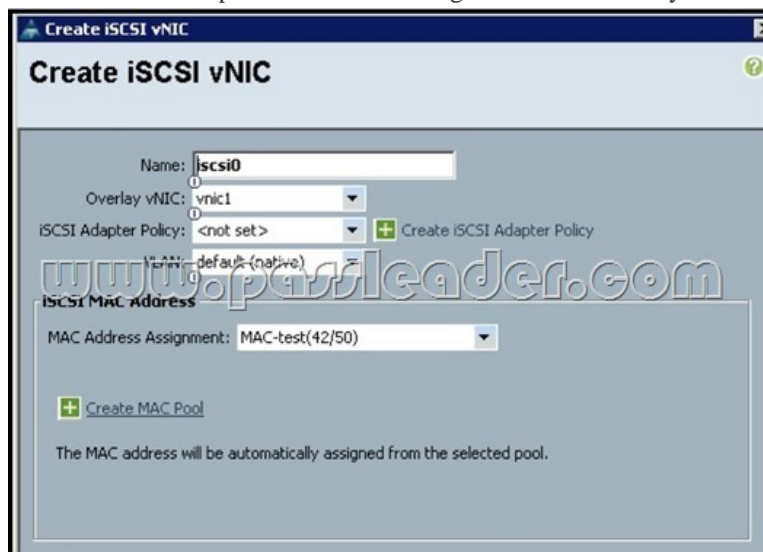 Create iSCSI vNIC
Create iSCSI vNIC
Name: iscsi0
Overlay vNIC: vnic1
iSCSI Adapter Policy: <not set> Create iSCSI Adapter Policy
VLAN: default (native)
www.passleader.com
iSCSI MAC Address
MAC Address Assignment: MAC-test(42/50)
Create MAC Pool
The MAC address will be automatically assigned from the selected pool.